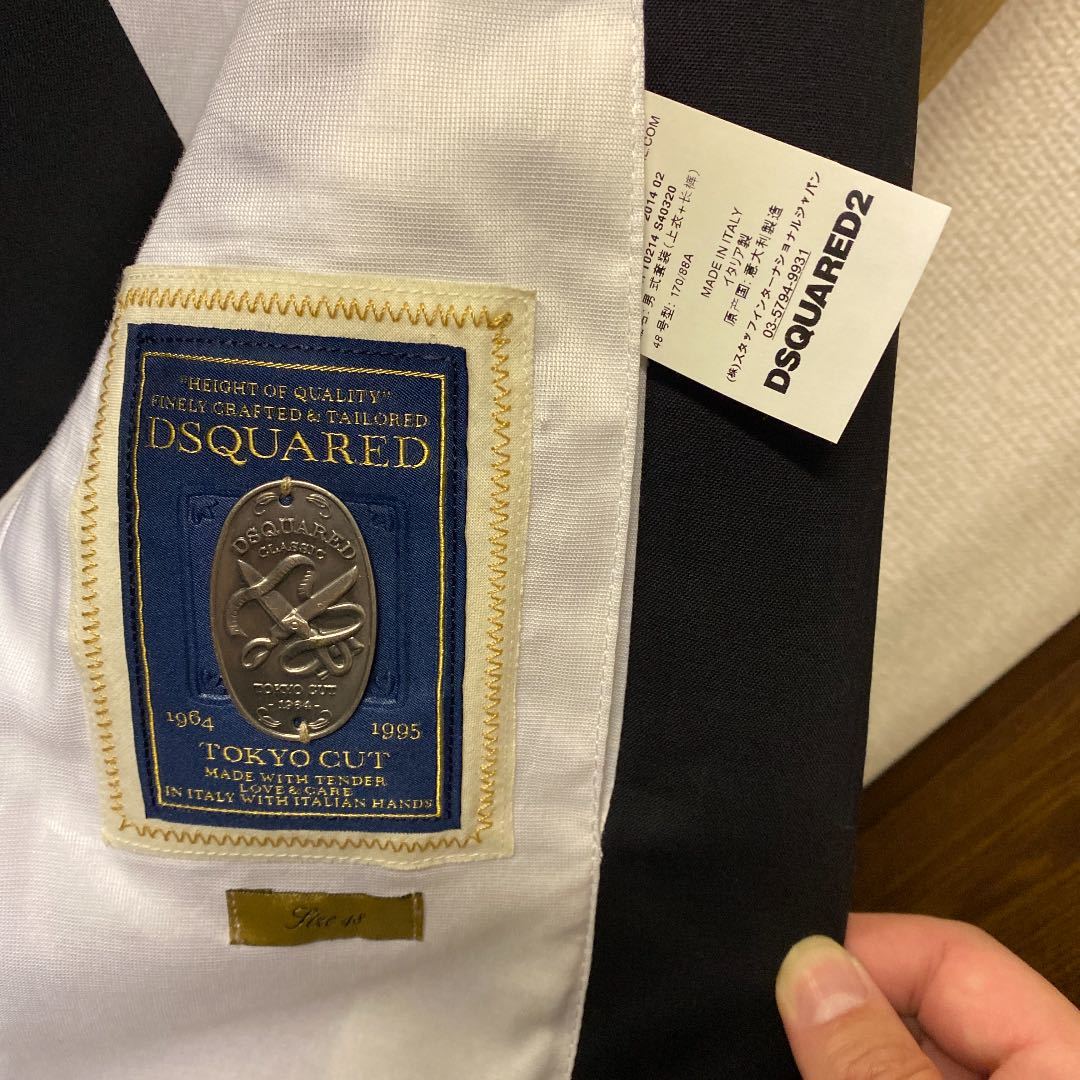 "HEIGHT OF QUALITY"
FINELY CRAFTED & TAILORED
DSQUARED
DSQUARED
CLASSIC
TOKYO CUT
- 1964 -
1964 1995
TOKYO CUT
MADE WITH TENDER
LOVE & CARE
IN ITALY WITH ITALIAN HANDS
Size 48
.COM
2014 02
110214 S40320
男 式套装 (上衣+长裤)
48 号型: 170/88A
MADE IN ITALY
イタリア製
原产国: 意大利製造
(株)スタッフインターナショナルジャパン
03-5794-9931
DSQUARED2